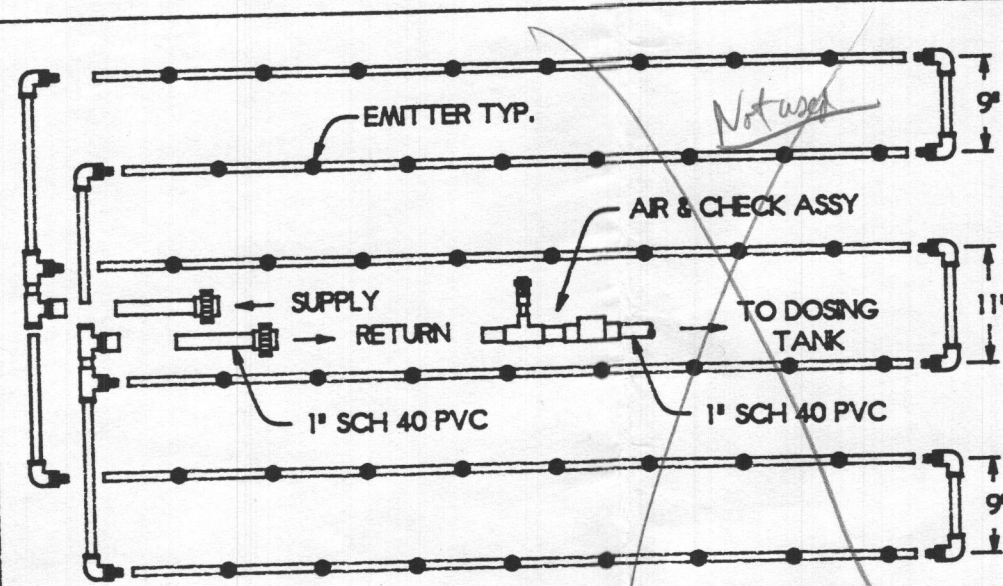 9"
Not used
EMITTER TYP.
AIR & CHECK ASSY
SUPPLY
RETURN
TO DOSING
TANK
11"
1" SCH 40 PVC
1" SCH 40 PVC
9"